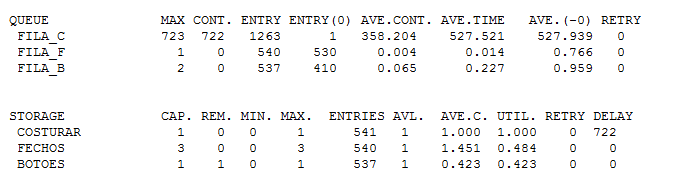 QUEUE MAX CONT. ENTRY ENTRY(0) AVE.CONT. AVE.TIME AVE.(-0) RETRY
FILA_C 723 722 1263 1 358.204 527.521 527.939 0
FILA_F 1 0 540 530 0.004 0.014 0.766 0
FILA_B 2 0 537 410 0.065 0.227 0.959 0
STORAGE CAP. REM. MIN. MAX. ENTRIES AVL. AVE.C. UTIL. RETRY DELAY
COSTURAR 1 0 0 1 541 1 1.000 1.000 0 722
FECHOS 3 0 0 3 540 1 1.451 0.484 0 0
BOTOES 1 1 0 1 537 1 0.423 0.423 0 0